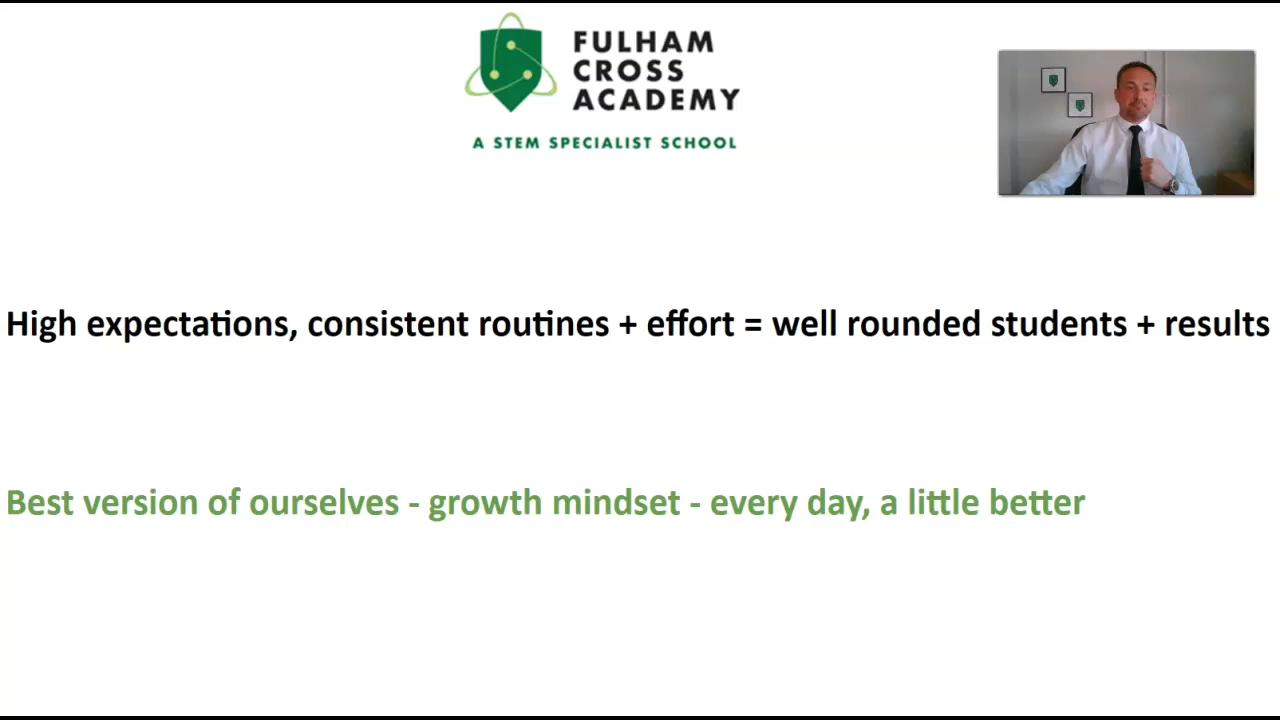 FULHAM
CROSS
ACADEMY
A STEM SPECIALIST SCHOOL
High expectations, consistent routines + effort = well rounded students + results
Best version of ourselves - growth mindset - every day, a little better